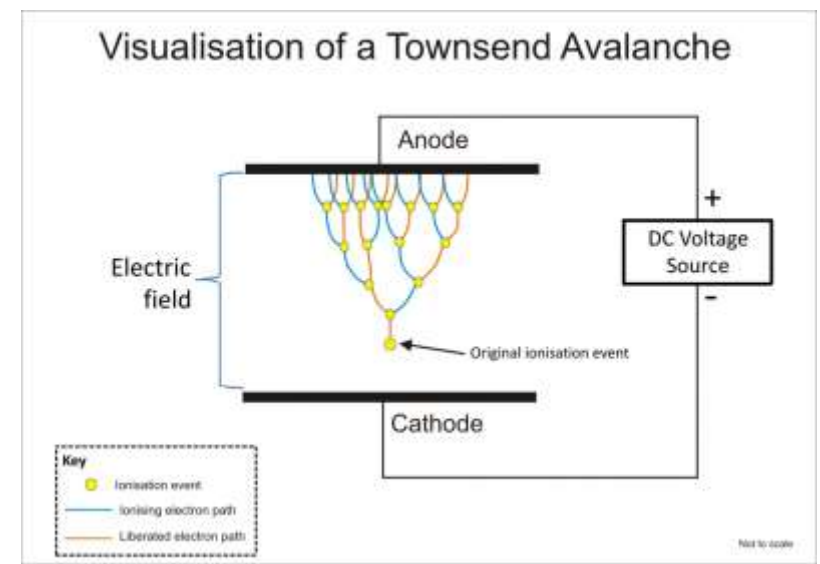 Visualisation of a Townsend Avalanche
Anode
+
DC Voltage
Source
-
Electric
field
Original ionisation event
Cathode
Key
Ionisation event
Ionising electron path
Liberated electron path
Not to scale